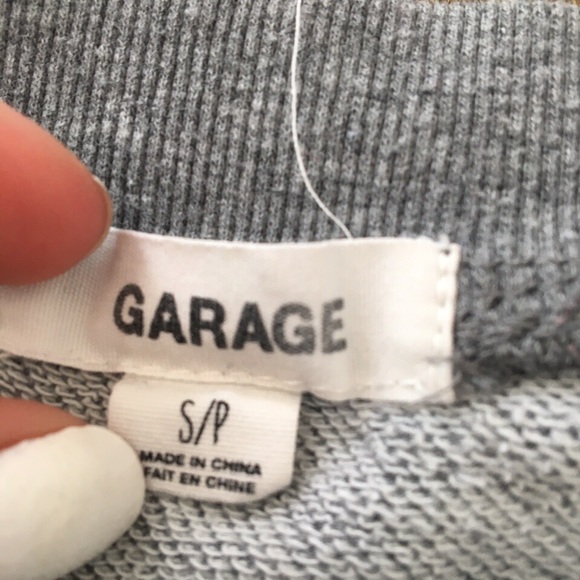 GARAGE
S/P
MADE IN CHINA
FAIT EN CHINE